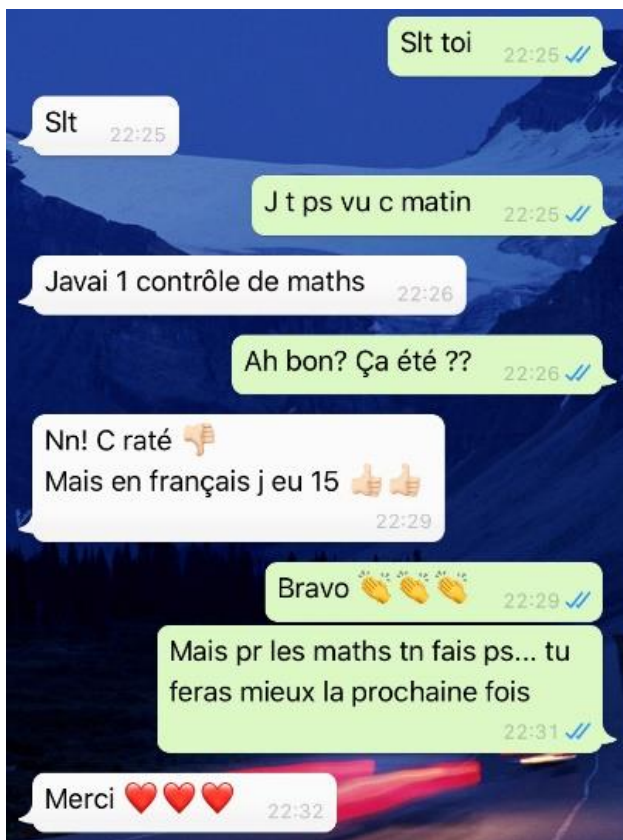 Slt toi 22:25
Slt 22:25
J t ps vu c matin 22:25
Javai 1 contrôle de maths 22:26
Ah bon? Ça été ?? 22:26
Nn! C raté 👎🏻
Mais en français j eu 15 👍🏻👍🏻
22:29
Bravo 👏👏👏 22:29
Mais pr les maths tn fais ps... tu
feras mieux la prochaine fois
22:31
Merci ❤️❤️❤️ 22:32